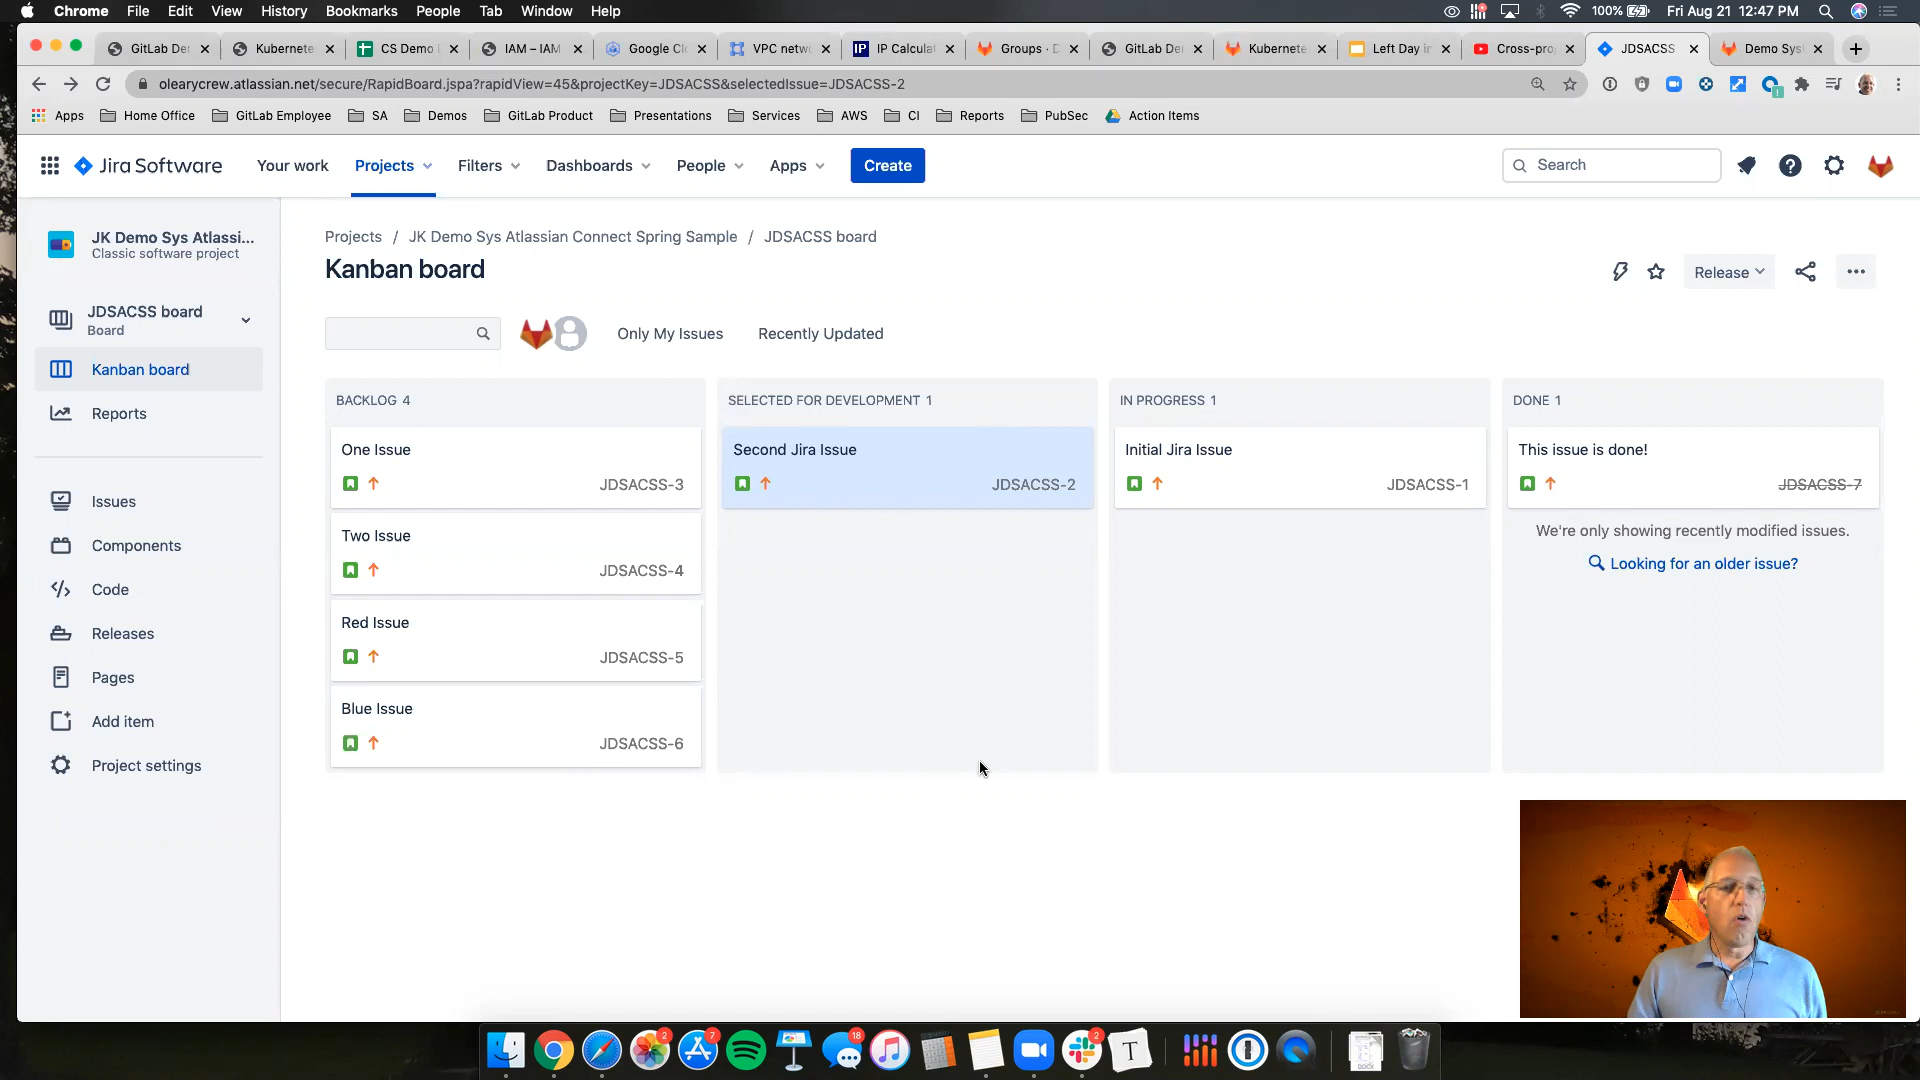 Chrome File Edit View History Bookmarks People Tab Window Help
100% Fri Aug 21 12:47 PM
GitLab De Kubernete CS Demo IAM – IAM Google Cl VPC netw IP Calcula Groups · D GitLab De Kubernete Left Day i Cross-pro JDSACSS Demo Sys
olearycrew.atlassian.net/secure/RapidBoard.jspa?rapidView=45&projectKey=JDSACSS&selectedIssue=JDSACSS-2
Apps Home Office GitLab Employee SA Demos GitLab Product Presentations Services AWS CI Reports PubSec Action Items
Jira Software Your work Projects Filters Dashboards People Apps Create Search
JK Demo Sys Atlassi...
Classic software project
JDSACSS board
Board
Kanban board
Reports
Issues
Components
Code
Releases
Pages
Add item
Project settings
Projects / JK Demo Sys Atlassian Connect Spring Sample / JDSACSS board
Kanban board
Release
Only My Issues Recently Updated
BACKLOG 4
One Issue
JDSACSS-3
Two Issue
JDSACSS-4
Red Issue
JDSACSS-5
Blue Issue
JDSACSS-6
SELECTED FOR DEVELOPMENT 1
Second Jira Issue
JDSACSS-2
IN PROGRESS 1
Initial Jira Issue
JDSACSS-1
DONE 1
This issue is done!
JDSACSS-7
We're only showing recently modified issues.
Looking for an older issue?
2 7 18 2
T
DOCX